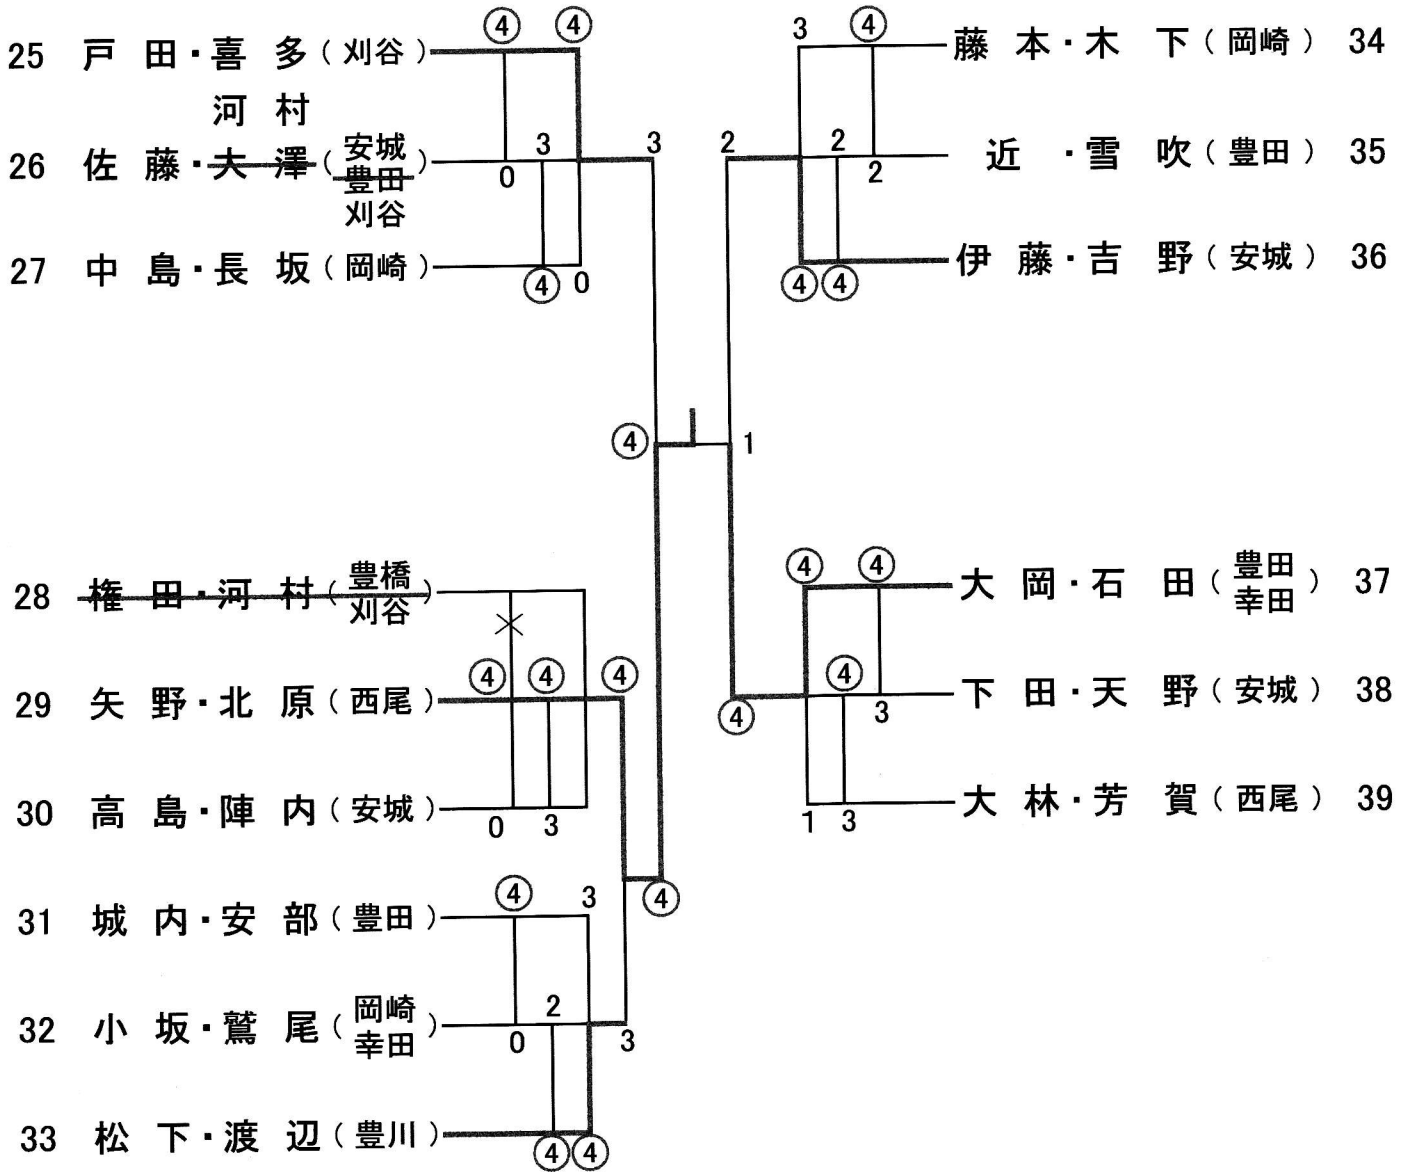 ④ ④
25 戸田・喜多(刈谷)
河村
3 3
26 佐藤・大澤(安城
豊田
刈谷)
0
27 中島・長坂(岡崎)
④ 0
3 ④
藤本・木下(岡崎) 34
2 2
近・雪吹(豊田) 35
2
伊藤・吉野(安城) 36
④ ④
④ 1
28 権田・河村(豊橋
刈谷)
④ ④ ④
29 矢野・北原(西尾)
30 高島・陣内(安城)
0 3
④ 3 ④
31 城内・安部(豊田)
2
32 小坂・鷲尾(岡崎
幸田)
0 3
33 松下・渡辺(豊川)
④ ④
④ ④
大岡・石田(豊田
幸田) 37
④
下田・天野(安城) 38
④ 3
大林・芳賀(西尾) 39
1 3